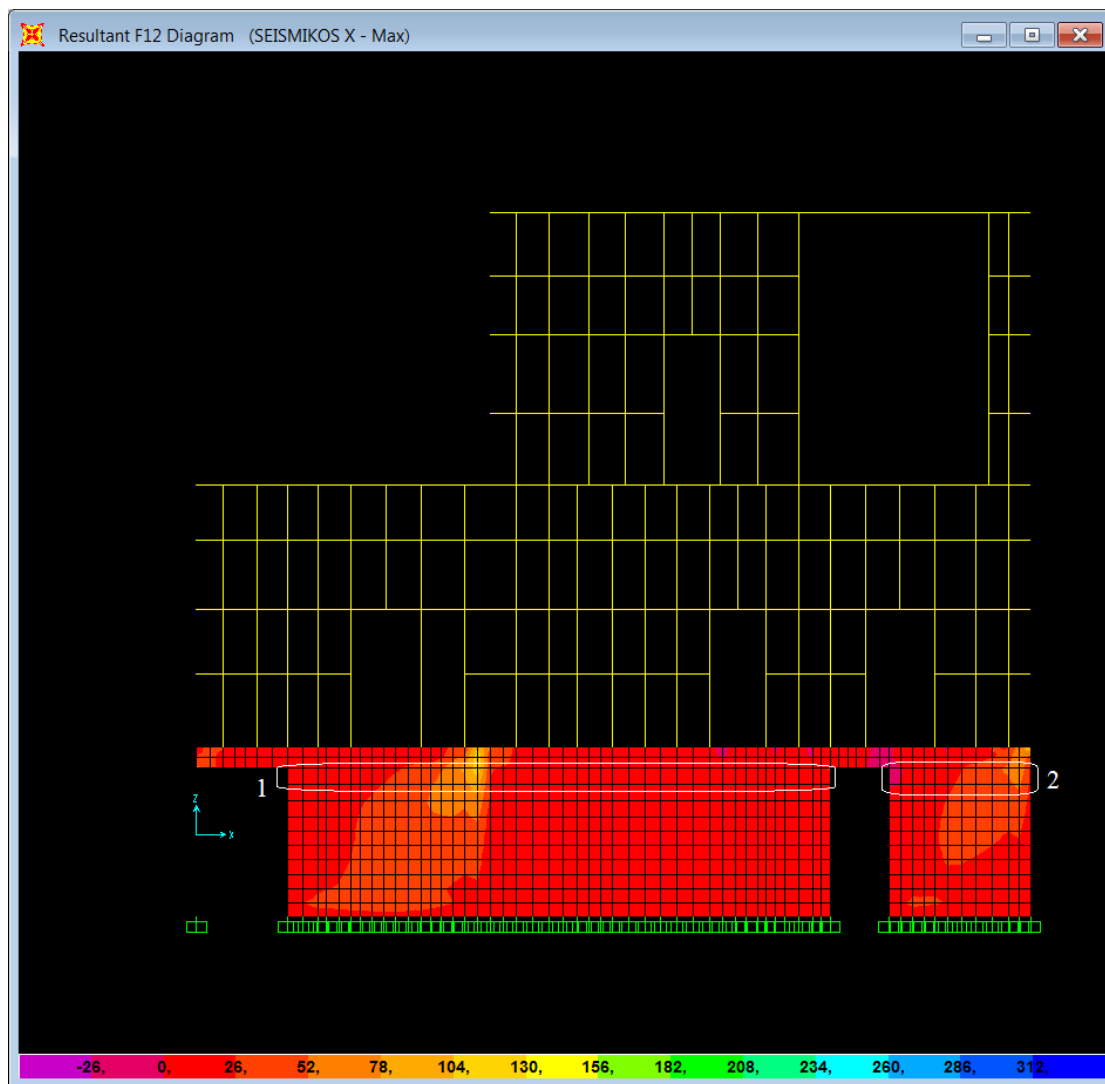 Resultant F12 Diagram (SEISMIKOS X - Max)
1
2
Z
X
-26, 0, 26, 52, 78, 104, 130, 156, 182, 208, 234, 260, 286, 312,